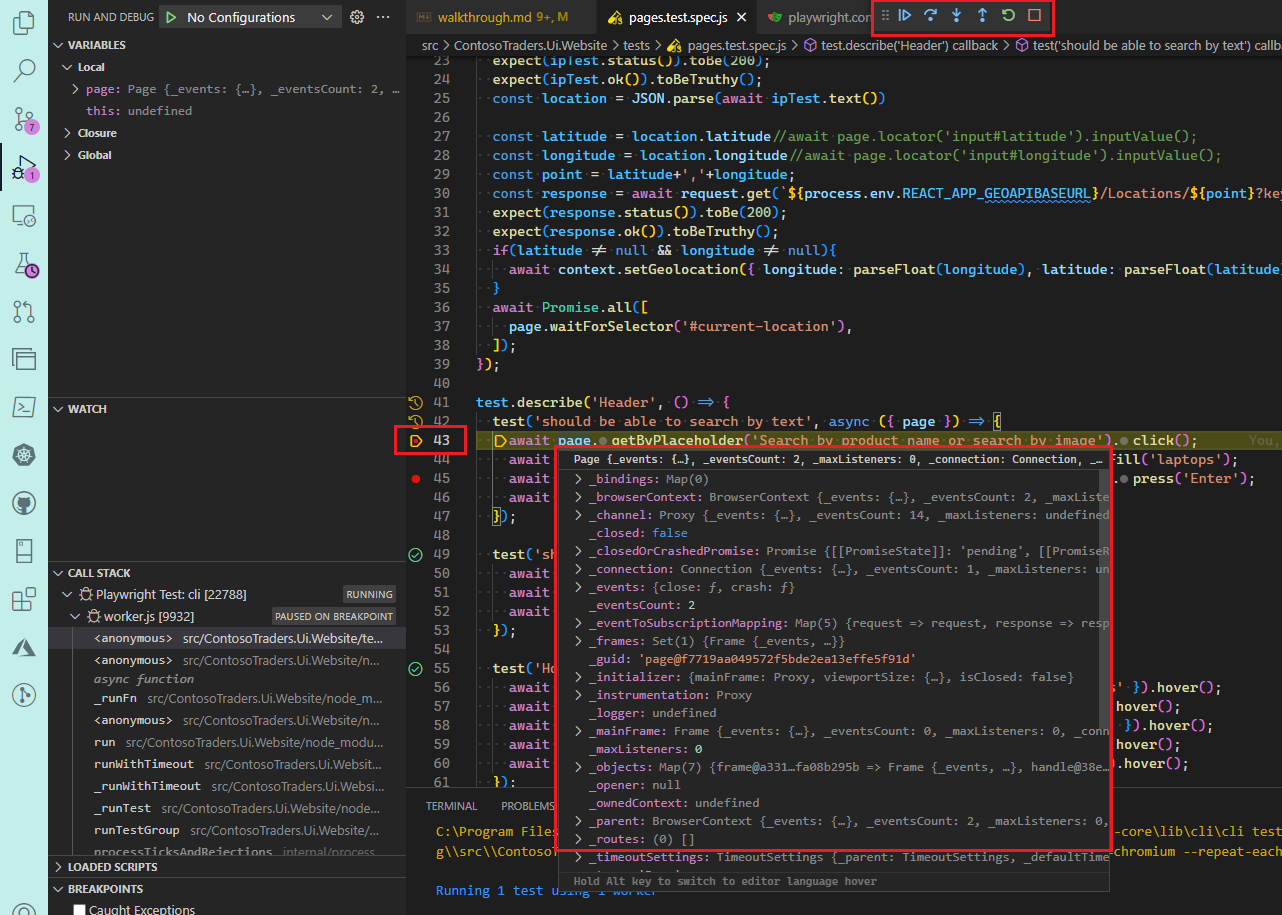 RUN AND DEBUG No Configurations
VARIABLES
Local
page: Page {_events: {…}, _eventsCount: 2, …
this: undefined
Closure
Global
WATCH
CALL STACK
Playwright Test: cli [22788] RUNNING
worker.js [9932] PAUSED ON BREAKPOINT
<anonymous> src/ContosoTraders.Ui.Website/te...
<anonymous> src/ContosoTraders.Ui.Website/n...
async function
_runFn src/ContosoTraders.Ui.Website/node_m...
<anonymous> src/ContosoTraders.Ui.Website/n...
run src/ContosoTraders.Ui.Website/node_modu...
runWithTimeout src/ContosoTraders.Ui.Websit...
_runWithTimeout src/ContosoTraders.Ui.Websi...
_runTest src/ContosoTraders.Ui.Website/node...
runTestGroup src/ContosoTraders.Ui.Website/...
processTicksAndRejections internal/process
LOADED SCRIPTS
BREAKPOINTS
Caught Exceptions
7
1
walkthrough.md 9+, M
pages.test.spec.js
playwright.con
src > ContosoTraders.Ui.Website > tests > pages.test.spec.js > test.describe('Header') callback > test('should be able to search by text') callba
23 expect(ipTest.status()).toBe(200);
24 expect(ipTest.ok()).toBeTruthy();
25 const location = JSON.parse(await ipTest.text())
26
27 const latitude = location.latitude//await page.locator('input#latitude').inputValue();
28 const longitude = location.longitude//await page.locator('input#longitude').inputValue();
29 const point = latitude+','+longitude;
30 const response = await request.get(`${process.env.REACT_APP_GEOAPIBASEURL}/Locations/${point}?key
31 expect(response.status()).toBe(200);
32 expect(response.ok()).toBeTruthy();
33 if(latitude ≠ null && longitude ≠ null){
34 await context.setGeolocation({ longitude: parseFloat(longitude), latitude: parseFloat(latitude
35 }
36 await Promise.all([
37 page.waitForSelector('#current-location'),
38 ]);
39 });
40
41 test.describe('Header', () ⇒ {
42 test('should be able to search by text', async ({ page }) ⇒ {
43 await page.getByPlaceholder('Search by product name or search by image').click(); You,
44 await fill('laptops');
45 await .press('Enter');
46 await
47 });
48
49 test('sh
50 await
51 await
52 await
53 });
54
55 test('Ho
56 await s' }).hover();
57 await hover();
58 await }).hover();
59 await hover();
60 await ).hover();
61 });
Page {_events: {…}, _eventsCount: 2, _maxListeners: 0, _connection: Connection, _…
_bindings: Map(0)
_browserContext: BrowserContext {_events: {…}, _eventsCount: 2, _maxListe
_channel: Proxy {_events: {…}, _eventsCount: 14, _maxListeners: undefined
_closed: false
_closedOrCrashedPromise: Promise {[[PromiseState]]: 'pending', [[PromiseR
_connection: Connection {_events: {…}, _eventsCount: 1, _maxListeners: un
_events: {close: ƒ, crash: ƒ}
_eventsCount: 2
_eventToSubscriptionMapping: Map(5) {request => request, response => resp
_frames: Set(1) {Frame {_events, …}}
_guid: 'page@f7719aa049572f5bde2ea13effe5f91d'
_initializer: {mainFrame: Proxy, viewportSize: {…}, isClosed: false}
_instrumentation: Proxy
_logger: undefined
_mainFrame: Frame {_events: {…}, _eventsCount: 0, _maxListeners: 0, _conn
_maxListeners: 0
_objects: Map(7) {frame@a331…fa08b295b => Frame {_events, …}, handle@38e…
_opener: null
_ownedContext: undefined
_parent: BrowserContext {_events: {…}, _eventsCount: 2, _maxListeners: 0,
_routes: (0) []
_timeoutSettings: TimeoutSettings {_parent: TimeoutSettings, _defaultTime
Hold Alt key to switch to editor language hover
TERMINAL PROBLEMS
C:\Program Files -core\lib\cli\cli test
g\\src\\ContosoT chromium --repeat-each
Running 1 test using 1 worker